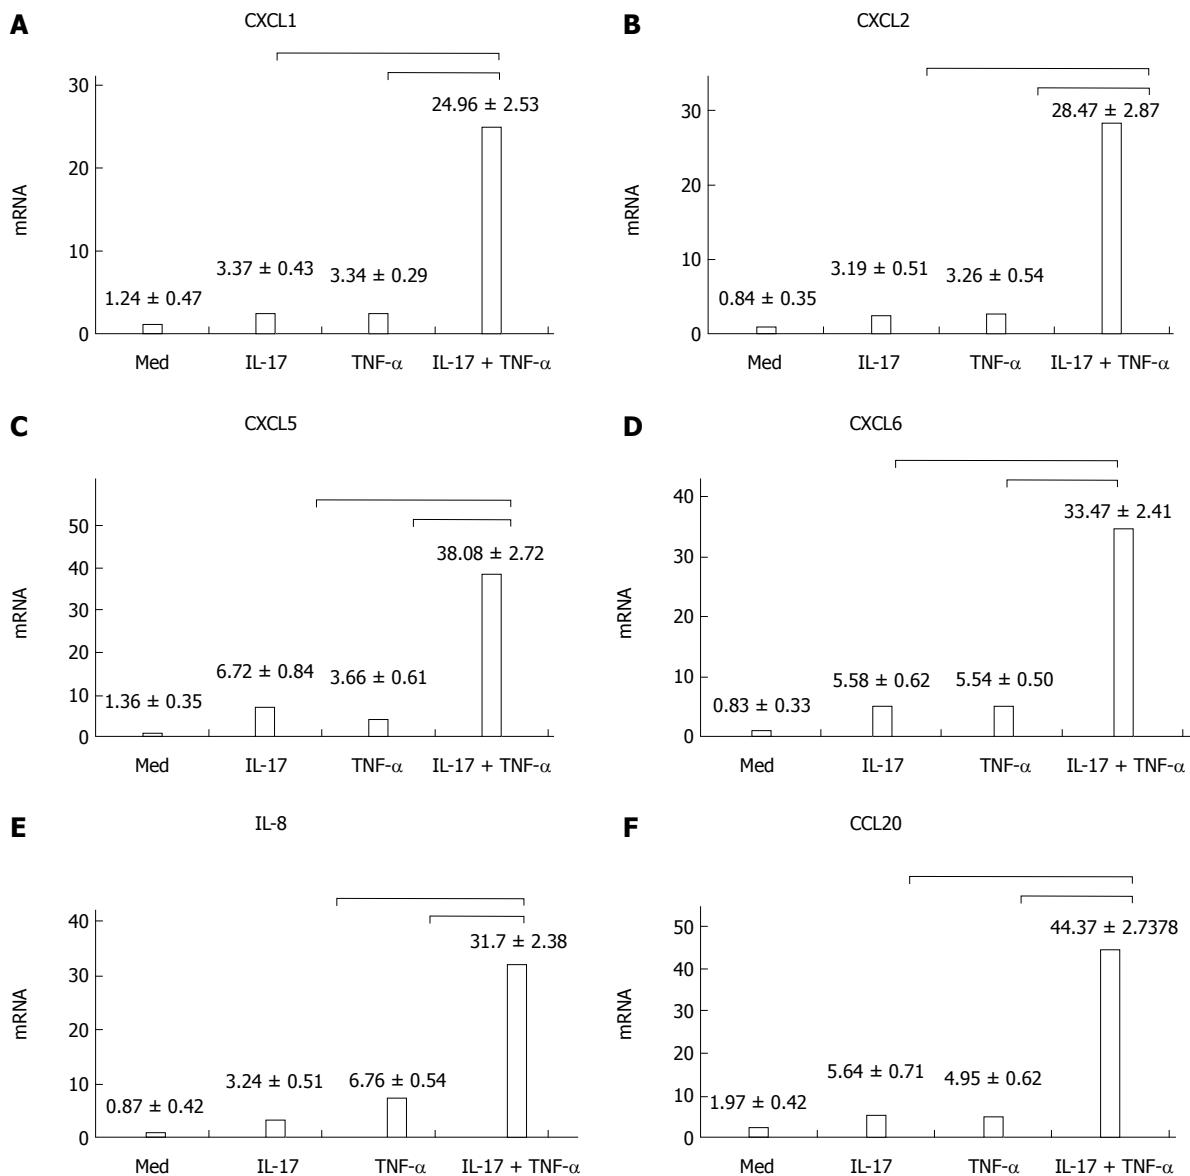 A
CXCL1
30
20
10
0
mRNA
1.24 ± 0.47
3.37 ± 0.43
3.34 ± 0.29
24.96 ± 2.53
Med
IL-17
TNF-α
IL-17 + TNF-α
B
CXCL2
30
20
10
0
mRNA
0.84 ± 0.35
3.19 ± 0.51
3.26 ± 0.54
28.47 ± 2.87
Med
IL-17
TNF-α
IL-17 + TNF-α
C
CXCL5
50
40
30
20
10
0
mRNA
1.36 ± 0.35
6.72 ± 0.84
3.66 ± 0.61
38.08 ± 2.72
Med
IL-17
TNF-α
IL-17 + TNF-α
D
CXCL6
40
30
20
10
0
mRNA
0.83 ± 0.33
5.58 ± 0.62
5.54 ± 0.50
33.47 ± 2.41
Med
IL-17
TNF-α
IL-17 + TNF-α
E
IL-8
40
30
20
10
0
mRNA
0.87 ± 0.42
3.24 ± 0.51
6.76 ± 0.54
31.7 ± 2.38
Med
IL-17
TNF-α
IL-17 + TNF-α
F
CCL20
50
40
30
20
10
0
mRNA
1.97 ± 0.42
5.64 ± 0.71
4.95 ± 0.62
44.37 ± 2.7378
Med
IL-17
TNF-α
IL-17 + TNF-α